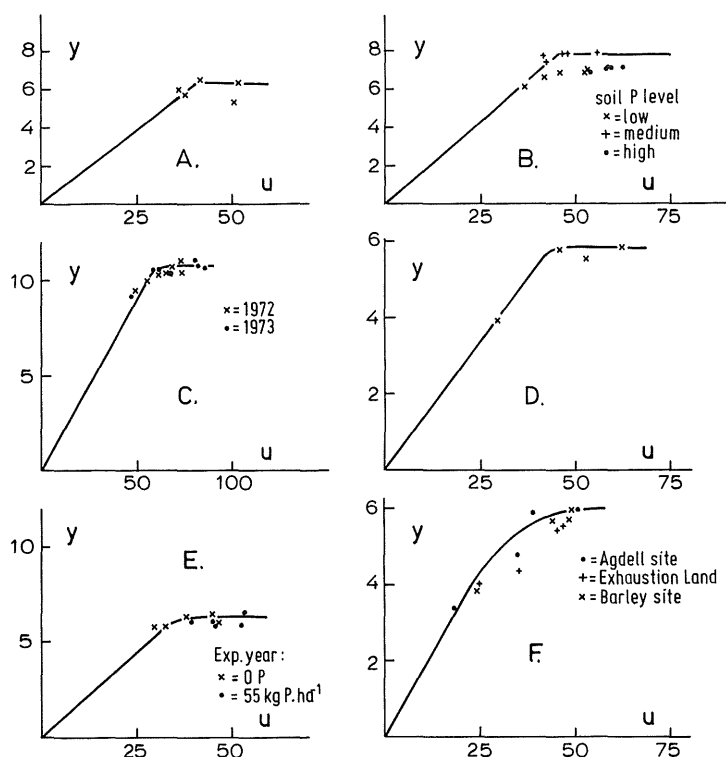 y
8
6
4
2
A.
u
25
50
y
8
6
4
2
soil P level
x = low
+ = medium
• = high
B.
u
25
50
75
y
10
5
x = 1972
• = 1973
C.
u
50
100
y
6
4
2
D.
u
25
50
75
y
10
5
E.
Exp. year :
x = 0 P
• = 55 kg P. ha⁻¹
u
25
50
y
6
4
2
• = Agdell site
+ = Exhaustion Land
x = Barley site
F.
u
25
50
75